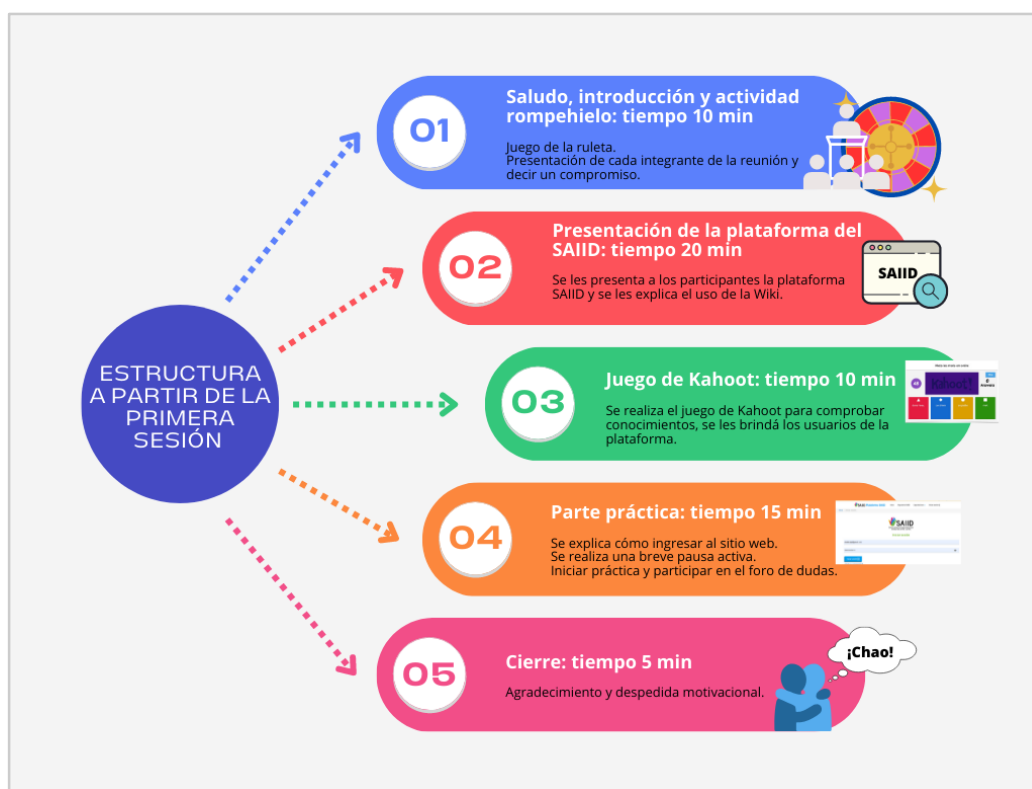 ESTRUCTURA
A PARTIR DE LA
PRIMERA
SESIÓN
01
Saludo, introducción y actividad
rompehielo: tiempo 10 min
Juego de la ruleta.
Presentación de cada integrante de la reunión y
decir un compromiso.
02
Presentación de la plataforma del
SAIID: tiempo 20 min
Se les presenta a los participantes la plataforma
SAIID y se les explica el uso de la Wiki.
SAIID
03
Juego de Kahoot: tiempo 10 min
Se realiza el juego de Kahoot para comprobar
conocimientos, se les brindá los usuarios de la
plataforma.
Kahoot!
04
Parte práctica: tiempo 15 min
Se explica cómo ingresar al sitio web.
Se realiza una breve pausa activa.
Iniciar práctica y participar en el foro de dudas.
SAIID
05
Cierre: tiempo 5 min
Agradecimiento y despedida motivacional.
¡Chao!